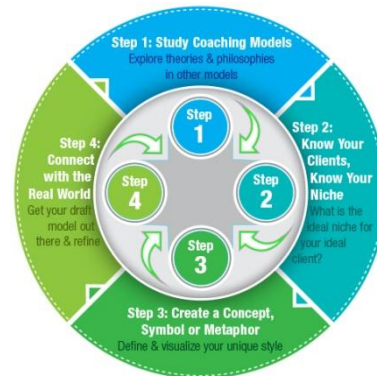 Step 1: Study Coaching Models
Explore theories & philosophies
in other models
Step
1
Step 2:
Know Your
Clients,
Know Your
Niche
What is the
ideal niche for
your ideal
client?
Step
2
Step 3: Create a Concept,
Symbol or Metaphor
Define & visualize your unique style
Step
3
Step 4:
Connect
with the
Real World
Get your draft
model out
there & refine
Step
4